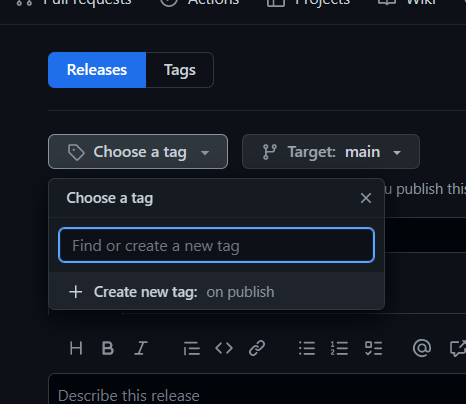 Pull requests Actions Projects Wiki
Releases Tags
Choose a tag Target: main
Choose a tag
u publish this
Find or create a new tag
+ Create new tag: on publish
H B I @
Describe this release